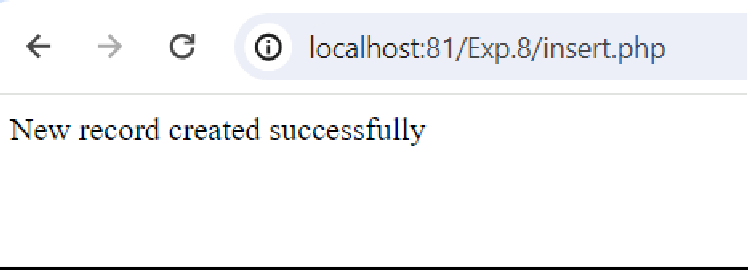 localhost:81/Exp.8/insert.php
New record created successfully